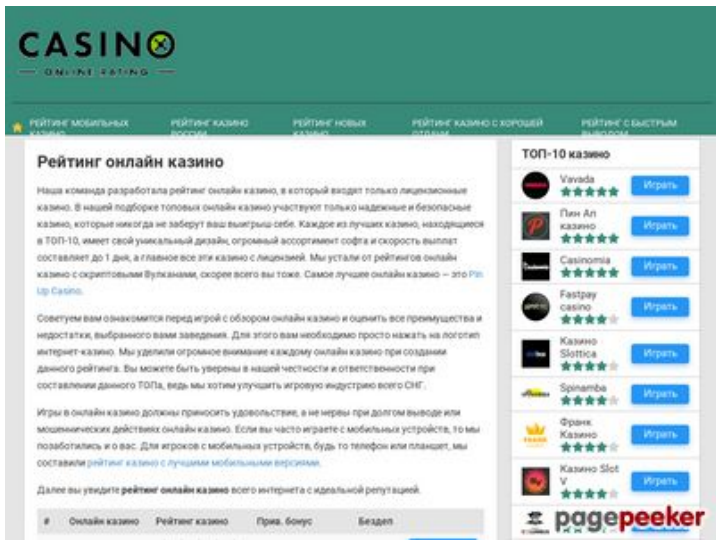 CASINO
ONLINE RATING
РЕЙТИНГ МОБИЛЬНЫХ КАЗИНО
РЕЙТИНГ КАЗИНО РОССИИ
РЕЙТИНГ НОВЫХ КАЗИНО
РЕЙТИНГ КАЗИНО С ХОРОШЕЙ ОТДАЧИ
РЕЙТИНГ С БЫСТРЫМ ВЫВОДОМ
Рейтинг онлайн казино
Наша команда разработала рейтинг онлайн казино, в который входят только лицензионные
казино. В нашей подборке топовых онлайн казино участвуют только надежные и безопасные
казино, которые никогда не заберут ваш выигрыш себе. Каждое из лучших казино, находящиеся
в ТОП-10, имеет свой уникальный дизайн, огромный ассортимент софта и скорость выплат
составляет до 1 дня, а главное все эти казино с лицензией. Мы устали от рейтингов онлайн
казино с скриптовыми Вулканами, скорее всего вы тоже. Самое лучшее онлайн казино — это Pin
Up Casino.
Советуем вам ознакомится перед игрой с обзором онлайн казино и оценить все преимущества и
недостатки, выбранного вами заведения. Для этого вам необходимо просто нажать на логотип
интернет-казино. Мы уделили огромное внимание каждому онлайн казино при создании
данного рейтинга. Вы можете быть уверены в нашей честности и ответственности при
составлении данного ТОПа, ведь мы хотим улучшить игровую индустрию всего СНГ.
Игры в онлайн казино должны приносить удовольствие, а не нервы при долгом выводе или
мошеннических действиях онлайн казино. Если вы часто играете с мобильных устройств, то мы
позаботились и о вас. Для игроков с мобильных устройств, будь то телефон или планшет, мы
составили рейтинг казино с лучшими мобильными версиями.
Далее вы увидите рейтинг онлайн казино всего интернета с идеальной репутацией.
# Онлайн казино Рейтинг казино Прив. бонус Бездеп
ТОП-10 казино
Vavada
Играть
Пин Ап
казино
Играть
Casinomia
Играть
Fastpay
casino
Играть
Казино
Slottica
Играть
Spinamba
Играть
Франк
Казино
Играть
Казино Slot
V
Играть
pagepeeker